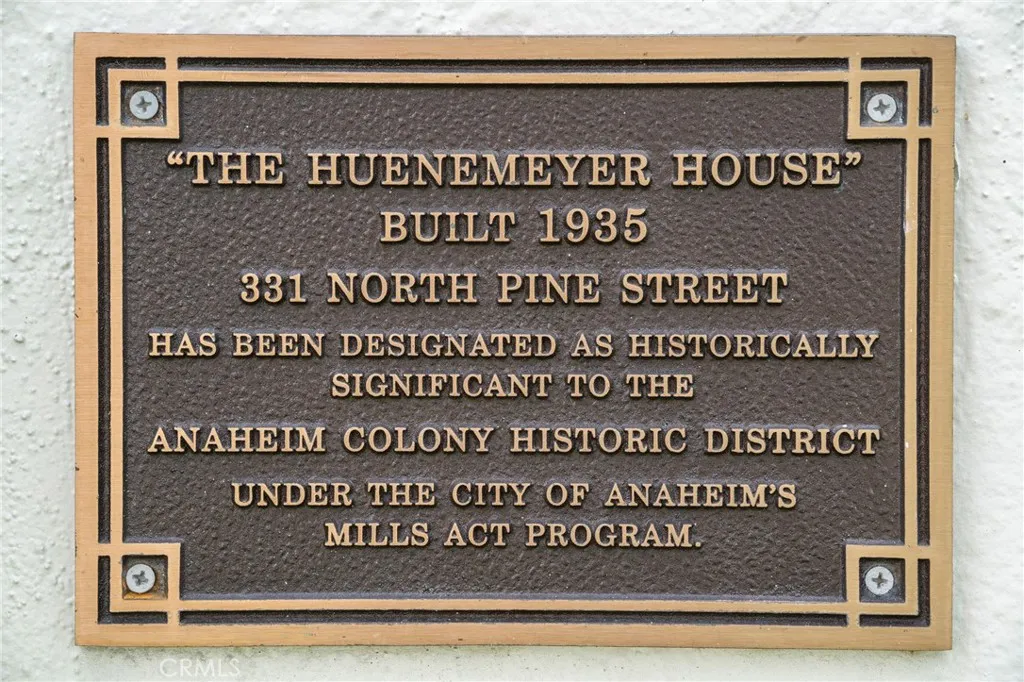 “THE HUENEMEYER HOUSE”
BUILT 1935
331 NORTH PINE STREET
HAS BEEN DESIGNATED AS HISTORICALLY
SIGNIFICANT TO THE
ANAHEIM COLONY HISTORIC DISTRICT
UNDER THE CITY OF ANAHEIM’S
MILLS ACT PROGRAM.
CRMLS